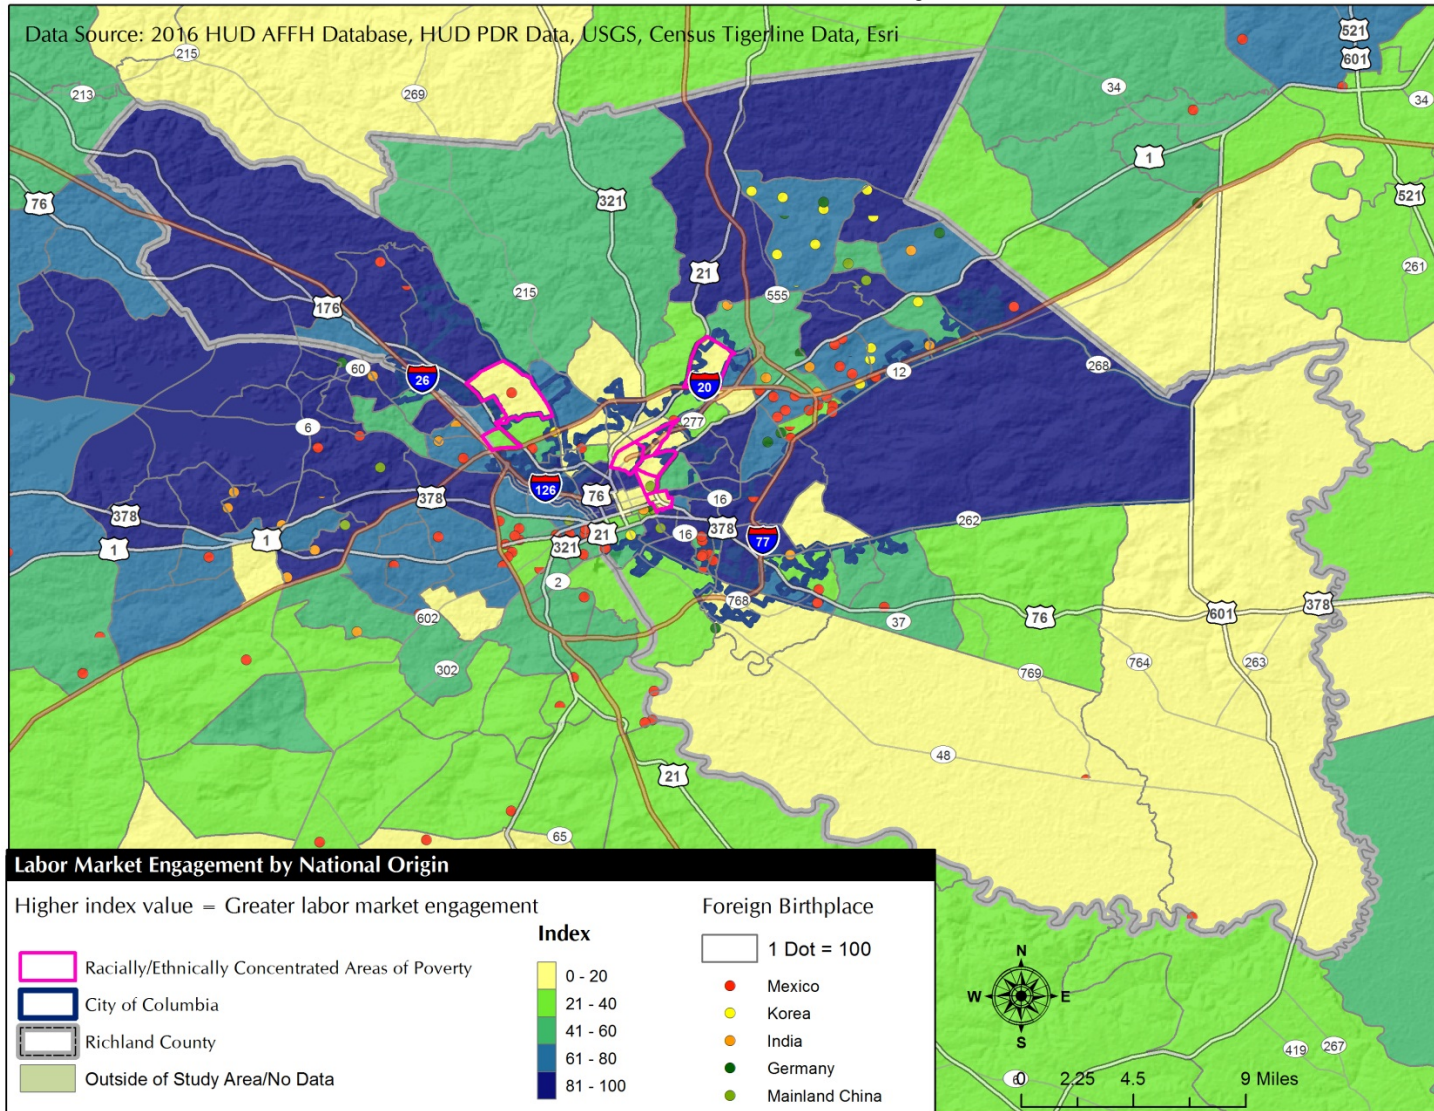 Data Source: 2016 HUD AFFH Database, HUD PDR Data, USGS, Census Tigerline Data, Esri
521
601
215
213
269
34
34
1
76
321
521
21
261
215
555
176
268
60
26
20
12
277
6
126
76
378
16
378
378
16
262
1
1
321
21
77
2
768
602
37
76
601
378
302
769
764
263
48
21
65
Labor Market Engagement by National Origin
Higher index value = Greater labor market engagement
Racially/Ethnically Concentrated Areas of Poverty
City of Columbia
Richland County
Outside of Study Area/No Data
Index
0 - 20
21 - 40
41 - 60
61 - 80
81 - 100
Foreign Birthplace
1 Dot = 100
Mexico
Korea
India
Germany
Mainland China
N
W E
S
419 267
0 2.25 4.5 9 Miles